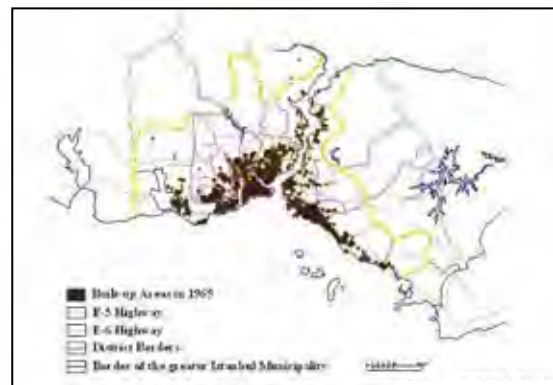 Built-up Areas in 1965
E-5 Highway
E-6 Highway
District Borders
Border of the greater Istanbul Municipality